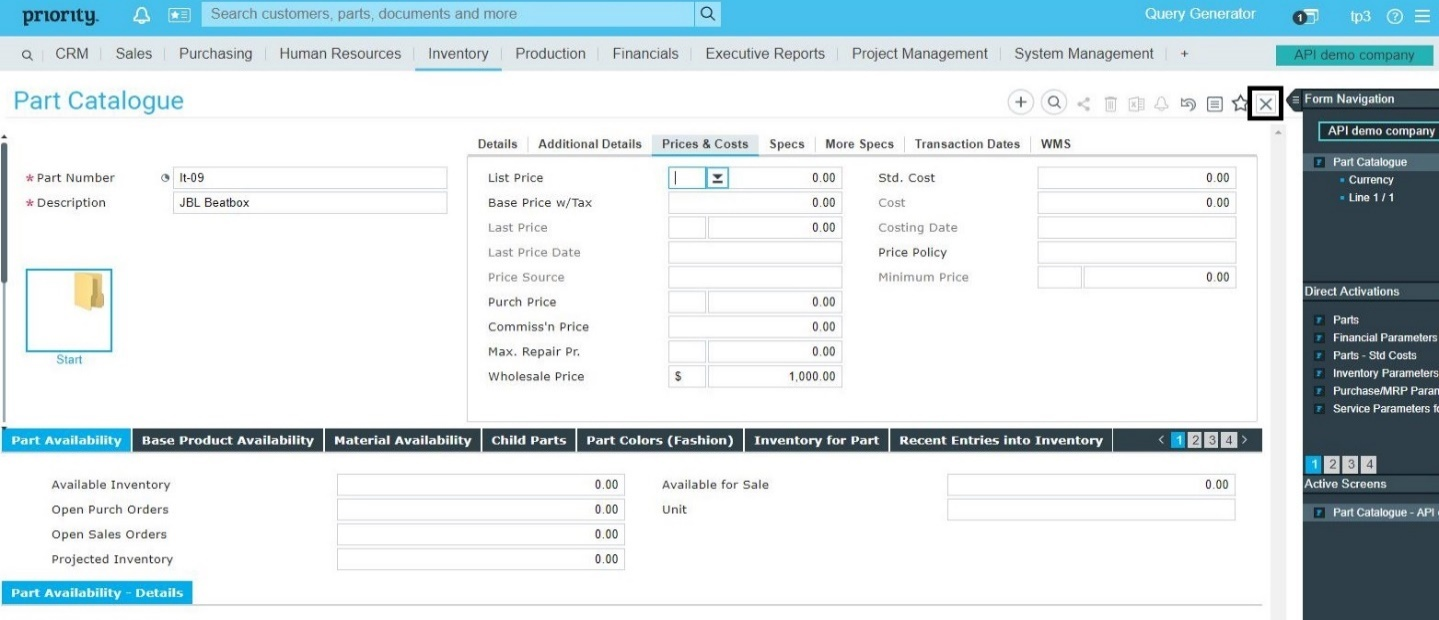 priority.
Search customers, parts, documents and more
Query Generator
1
tp3
CRM
Sales
Purchasing
Human Resources
Inventory
Production
Financials
Executive Reports
Project Management
System Management
+
API demo company
Part Catalogue
Part Number
lt-09
Description
JBL Beatbox
Start
Details
Additional Details
Prices & Costs
Specs
More Specs
Transaction Dates
WMS
List Price
0.00
Base Price w/Tax
0.00
Last Price
0.00
Last Price Date
Price Source
Purch Price
0.00
Commiss'n Price
0.00
Max. Repair Pr.
0.00
Wholesale Price
$
1,000.00
Std. Cost
0.00
Cost
0.00
Costing Date
Price Policy
Minimum Price
0.00
Part Availability
Base Product Availability
Material Availability
Child Parts
Part Colors (Fashion)
Inventory for Part
Recent Entries into Inventory
< 1 2 3 4 >
Available Inventory
0.00
Open Purch Orders
0.00
Open Sales Orders
0.00
Projected Inventory
0.00
Available for Sale
0.00
Unit
Part Availability - Details
Form Navigation
API demo company
Part Catalogue
Currency
Line 1 / 1
Direct Activations
Parts
Financial Parameters
Parts - Std Costs
Inventory Parameters
Purchase/MRP Param
Service Parameters fo
1 2 3 4
Active Screens
Part Catalogue - API